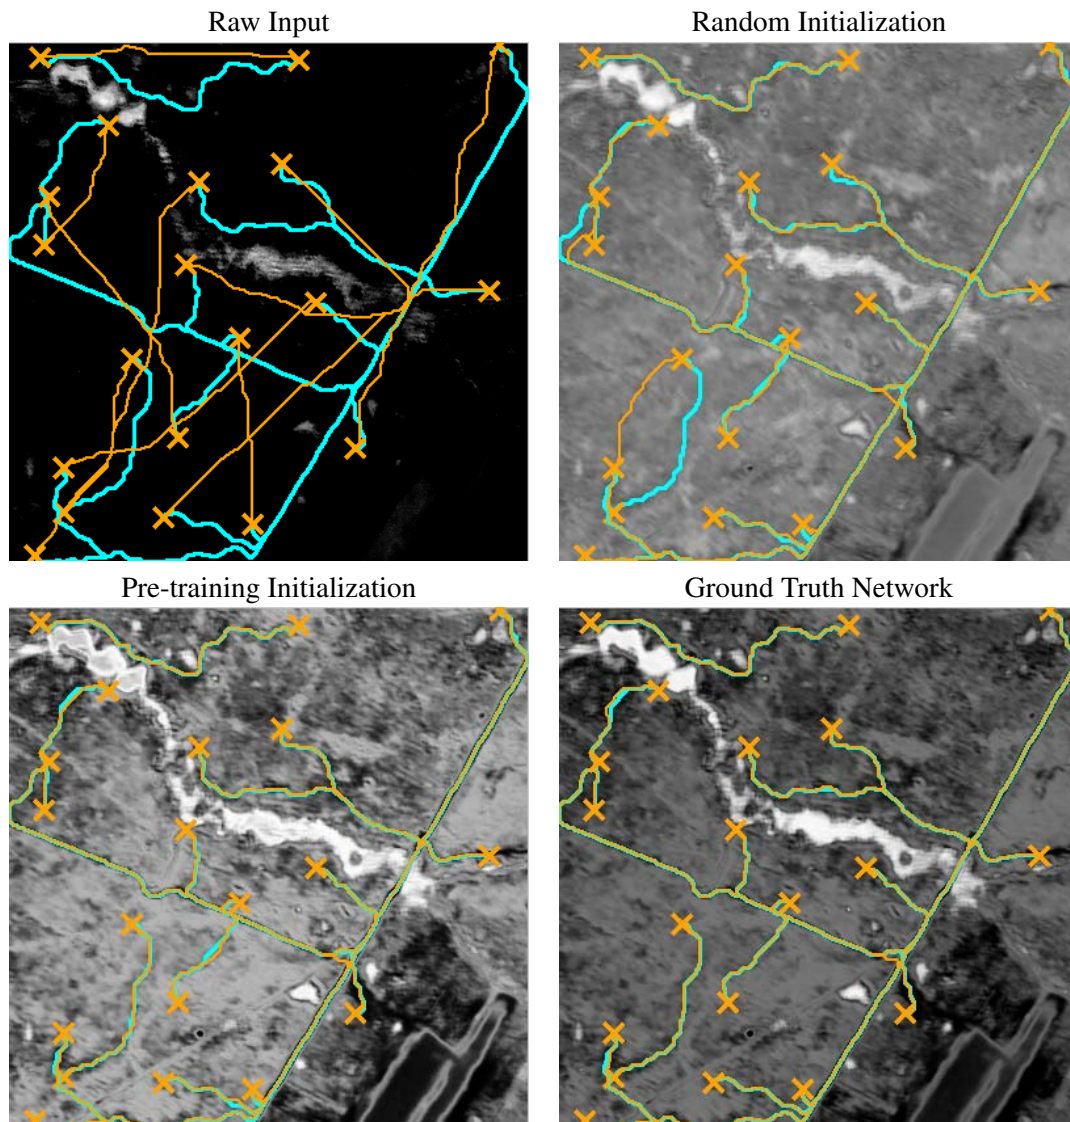 Raw Input
Random Initialization
Pre-training Initialization
Ground Truth Network